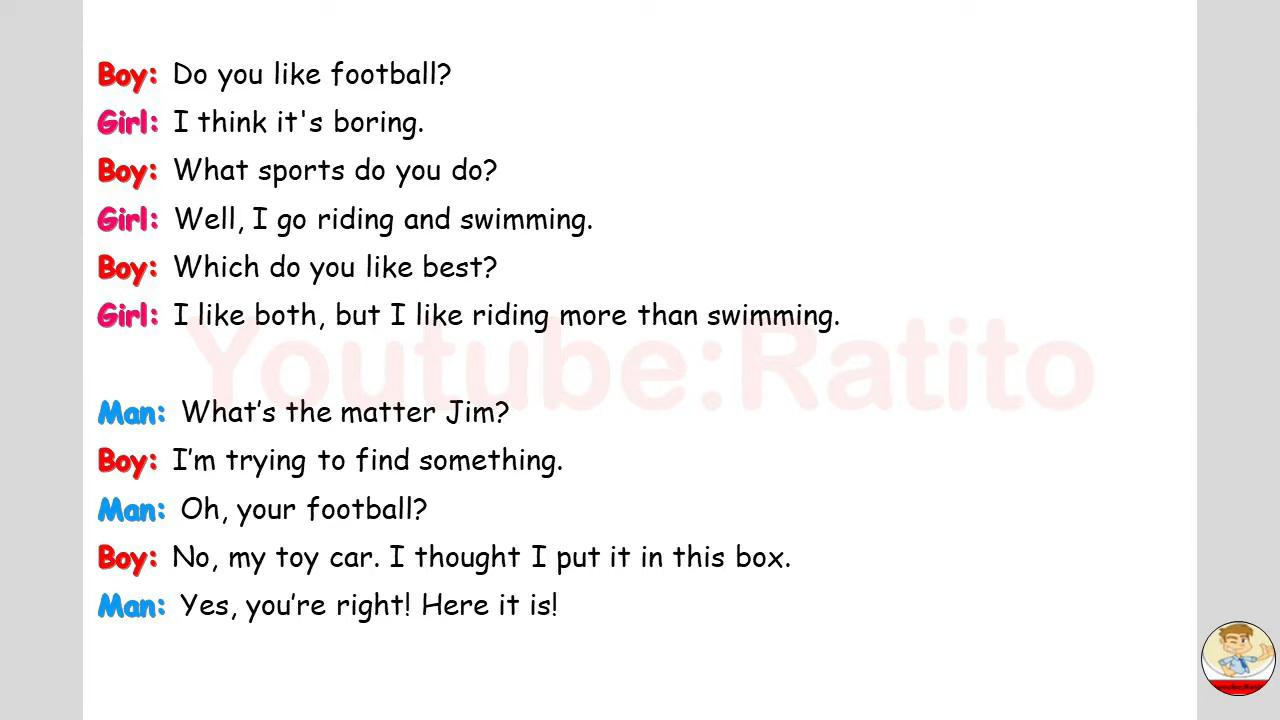 Boy: Do you like football?
Girl: I think it's boring.
Boy: What sports do you do?
Girl: Well, I go riding and swimming.
Boy: Which do you like best?
Girl: I like both, but I like riding more than swimming.
Youtube:Ratito
Man: What’s the matter Jim?
Boy: I’m trying to find something.
Man: Oh, your football?
Boy: No, my toy car. I thought I put it in this box.
Man: Yes, you’re right! Here it is!